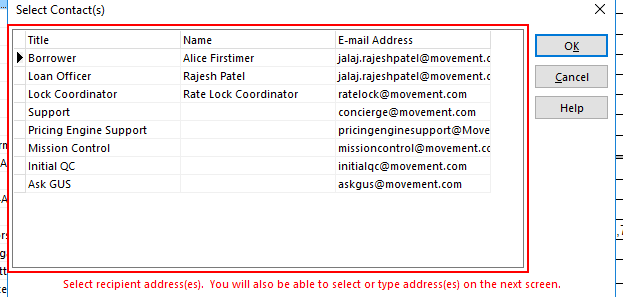 Select Contact(s)
Title Name E-mail Address
Borrower Alice Firstimer jalaj.rajeshpatel@movement.c
Loan Officer Rajesh Patel jalaj.rajeshpatel@movement.c
Lock Coordinator Rate Lock Coordinator ratelock@movement.com
Support concierge@movement.com
Pricing Engine Support pricingenginesupport@Move
Mission Control missioncontrol@movement.co
Initial QC initialqc@movement.com
Ask GUS askgus@movement.com
OK
Cancel
Help
Select recipient address(es). You will also be able to select or type address(es) on the next screen.